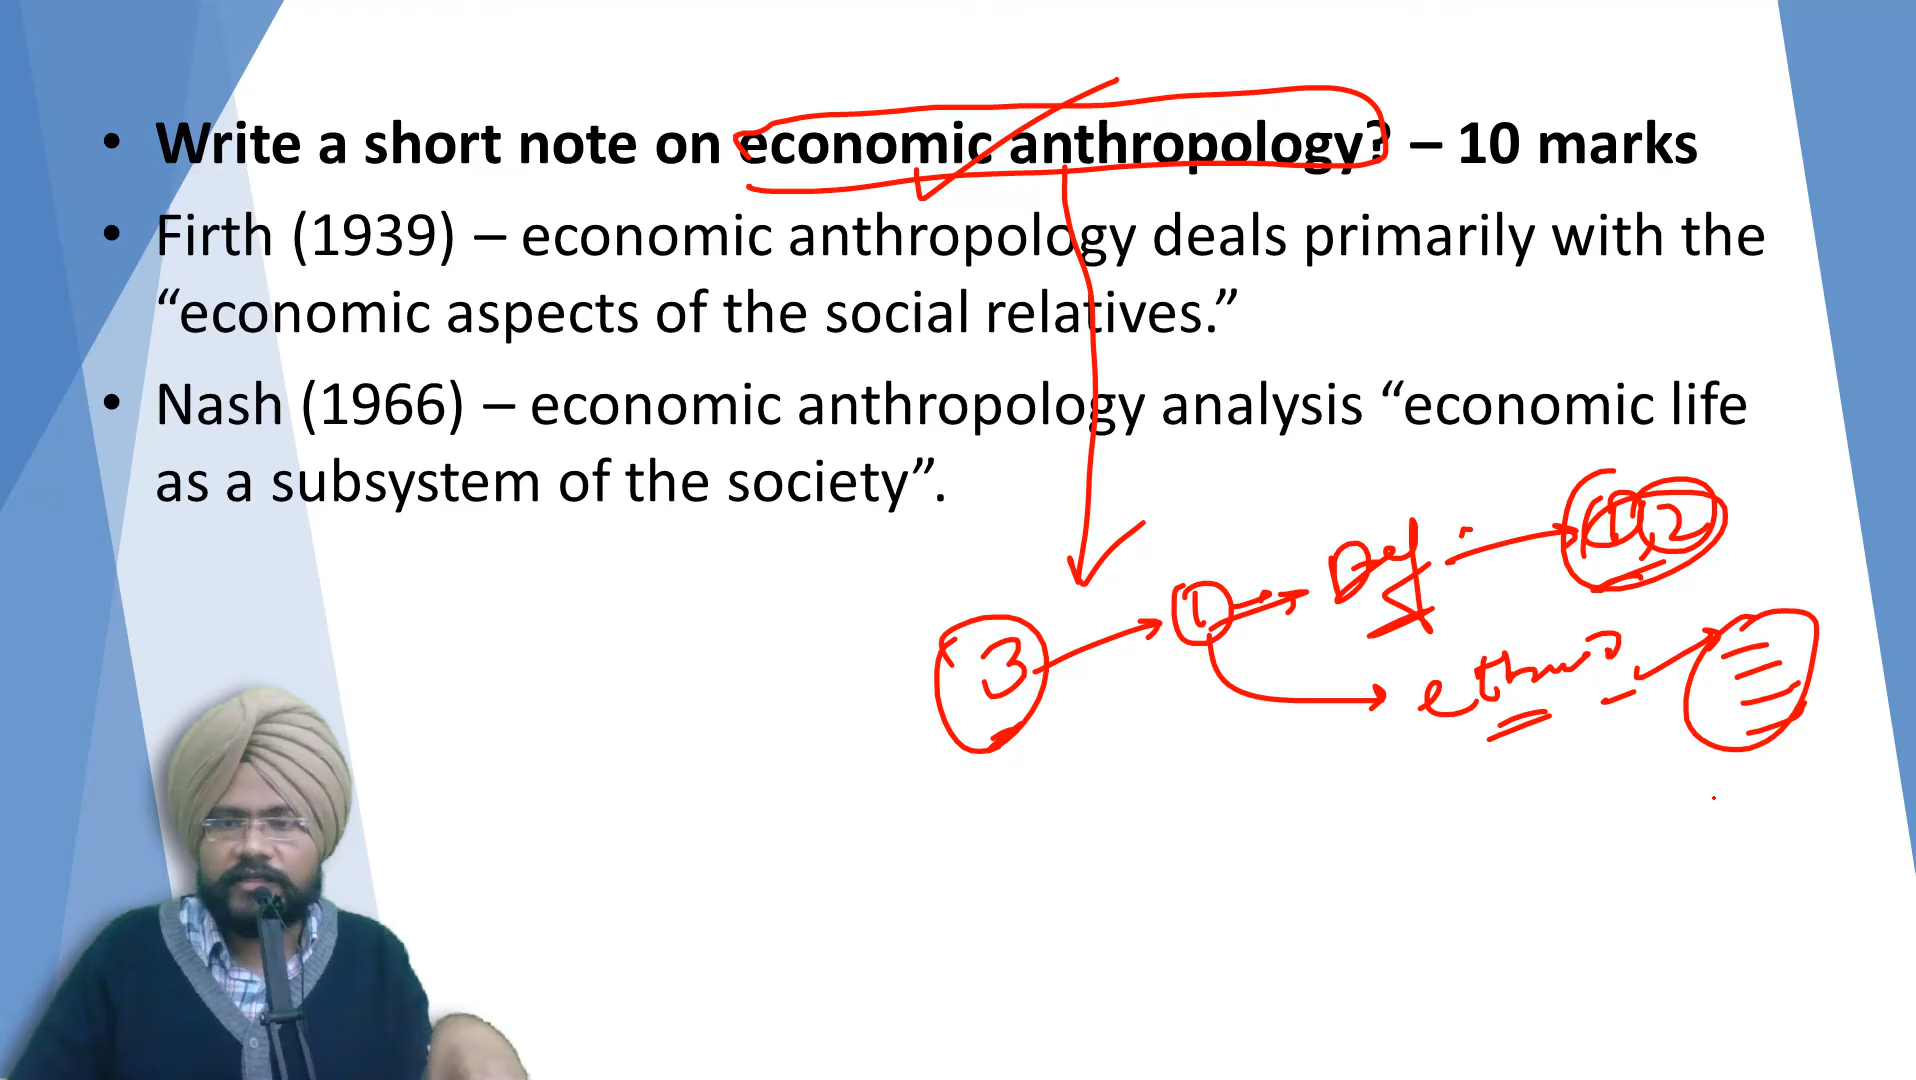 • Write a short note on economic anthropology? – 10 marks
• Firth (1939) – economic anthropology deals primarily with the
“economic aspects of the social relatives.”
• Nash (1966) – economic anthropology analysis “economic life
as a subsystem of the society”.
1, 2
1 Def
3